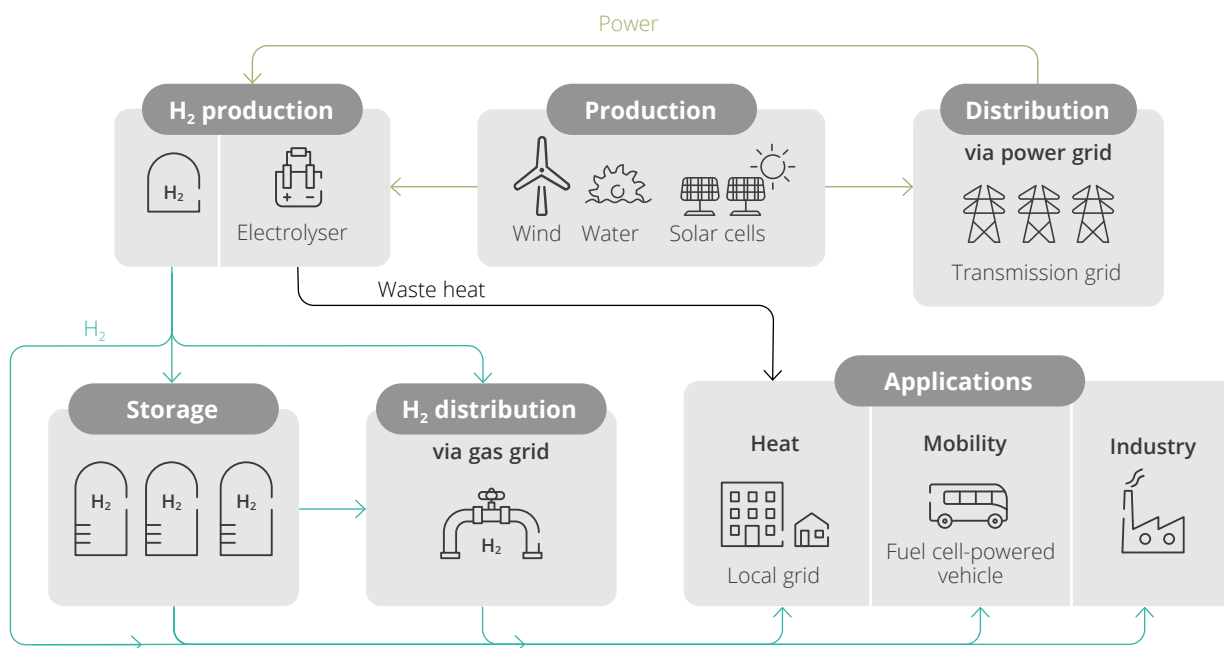 Power
H₂ production
Production
Distribution
via power grid
H₂
Electrolyser
Wind
Water
Solar cells
Transmission grid
Waste heat
H₂
Applications
Storage
H₂ distribution
via gas grid
Heat
Mobility
Industry
H₂
H₂
H₂
H₂
Local grid
Fuel cell-powered
vehicle